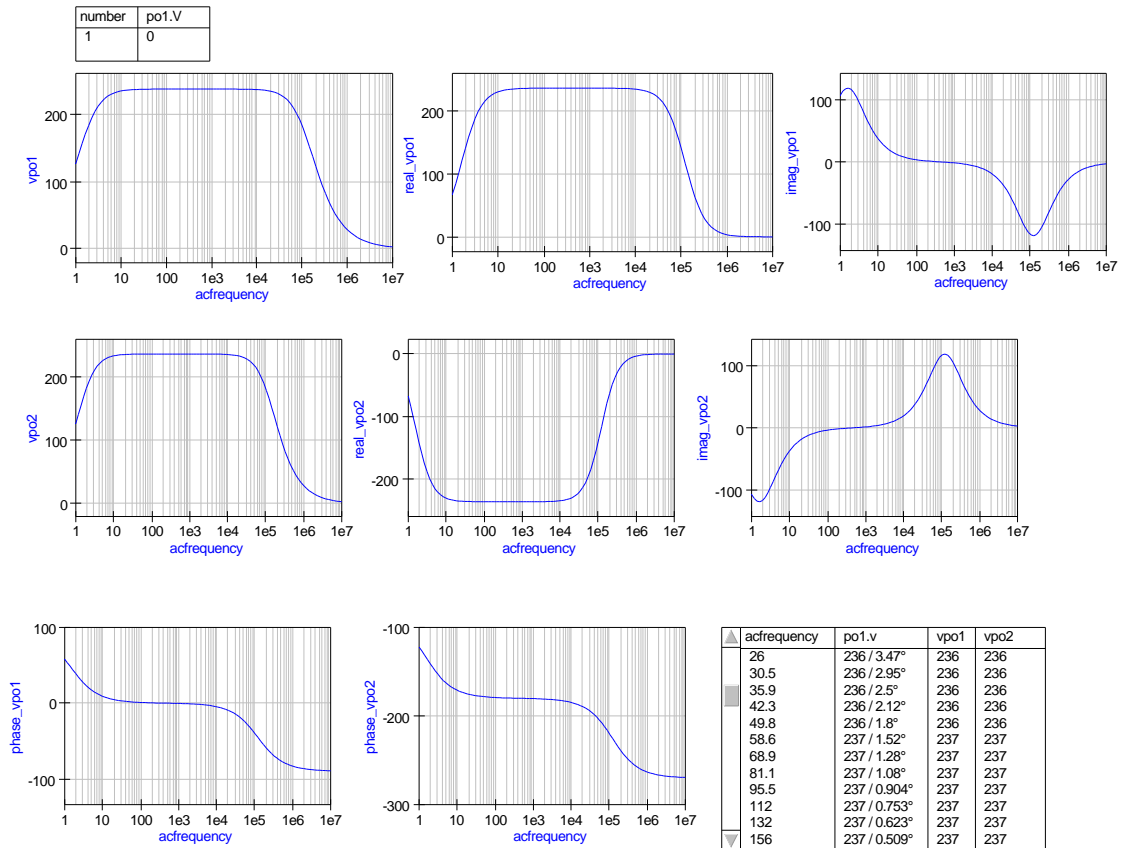 number po1.V
1 0
200
100
0
vpo1
1 10 100 1e3 1e4 1e5 1e6 1e7
acfrequency
200
100
0
real_vpo1
1 10 100 1e3 1e4 1e5 1e6 1e7
acfrequency
100
0
-100
imag_vpo1
1 10 100 1e3 1e4 1e5 1e6 1e7
acfrequency
200
100
0
vpo2
1 10 100 1e3 1e4 1e5 1e6 1e7
acfrequency
0
-100
-200
real_vpo2
1 10 100 1e3 1e4 1e5 1e6 1e7
acfrequency
100
0
-100
imag_vpo2
1 10 100 1e3 1e4 1e5 1e6 1e7
acfrequency
100
0
-100
phase_vpo1
1 10 100 1e3 1e4 1e5 1e6 1e7
acfrequency
-100
-200
-300
phase_vpo2
1 10 100 1e3 1e4 1e5 1e6 1e7
acfrequency
acfrequency po1.v vpo1 vpo2
26 236 / 3.47° 236 236
30.5 236 / 2.95° 236 236
35.9 236 / 2.5° 236 236
42.3 236 / 2.12° 236 236
49.8 236 / 1.8° 236 236
58.6 237 / 1.52° 237 237
68.9 237 / 1.28° 237 237
81.1 237 / 1.08° 237 237
95.5 237 / 0.904° 237 237
112 237 / 0.753° 237 237
132 237 / 0.623° 237 237
156 237 / 0.509° 237 237